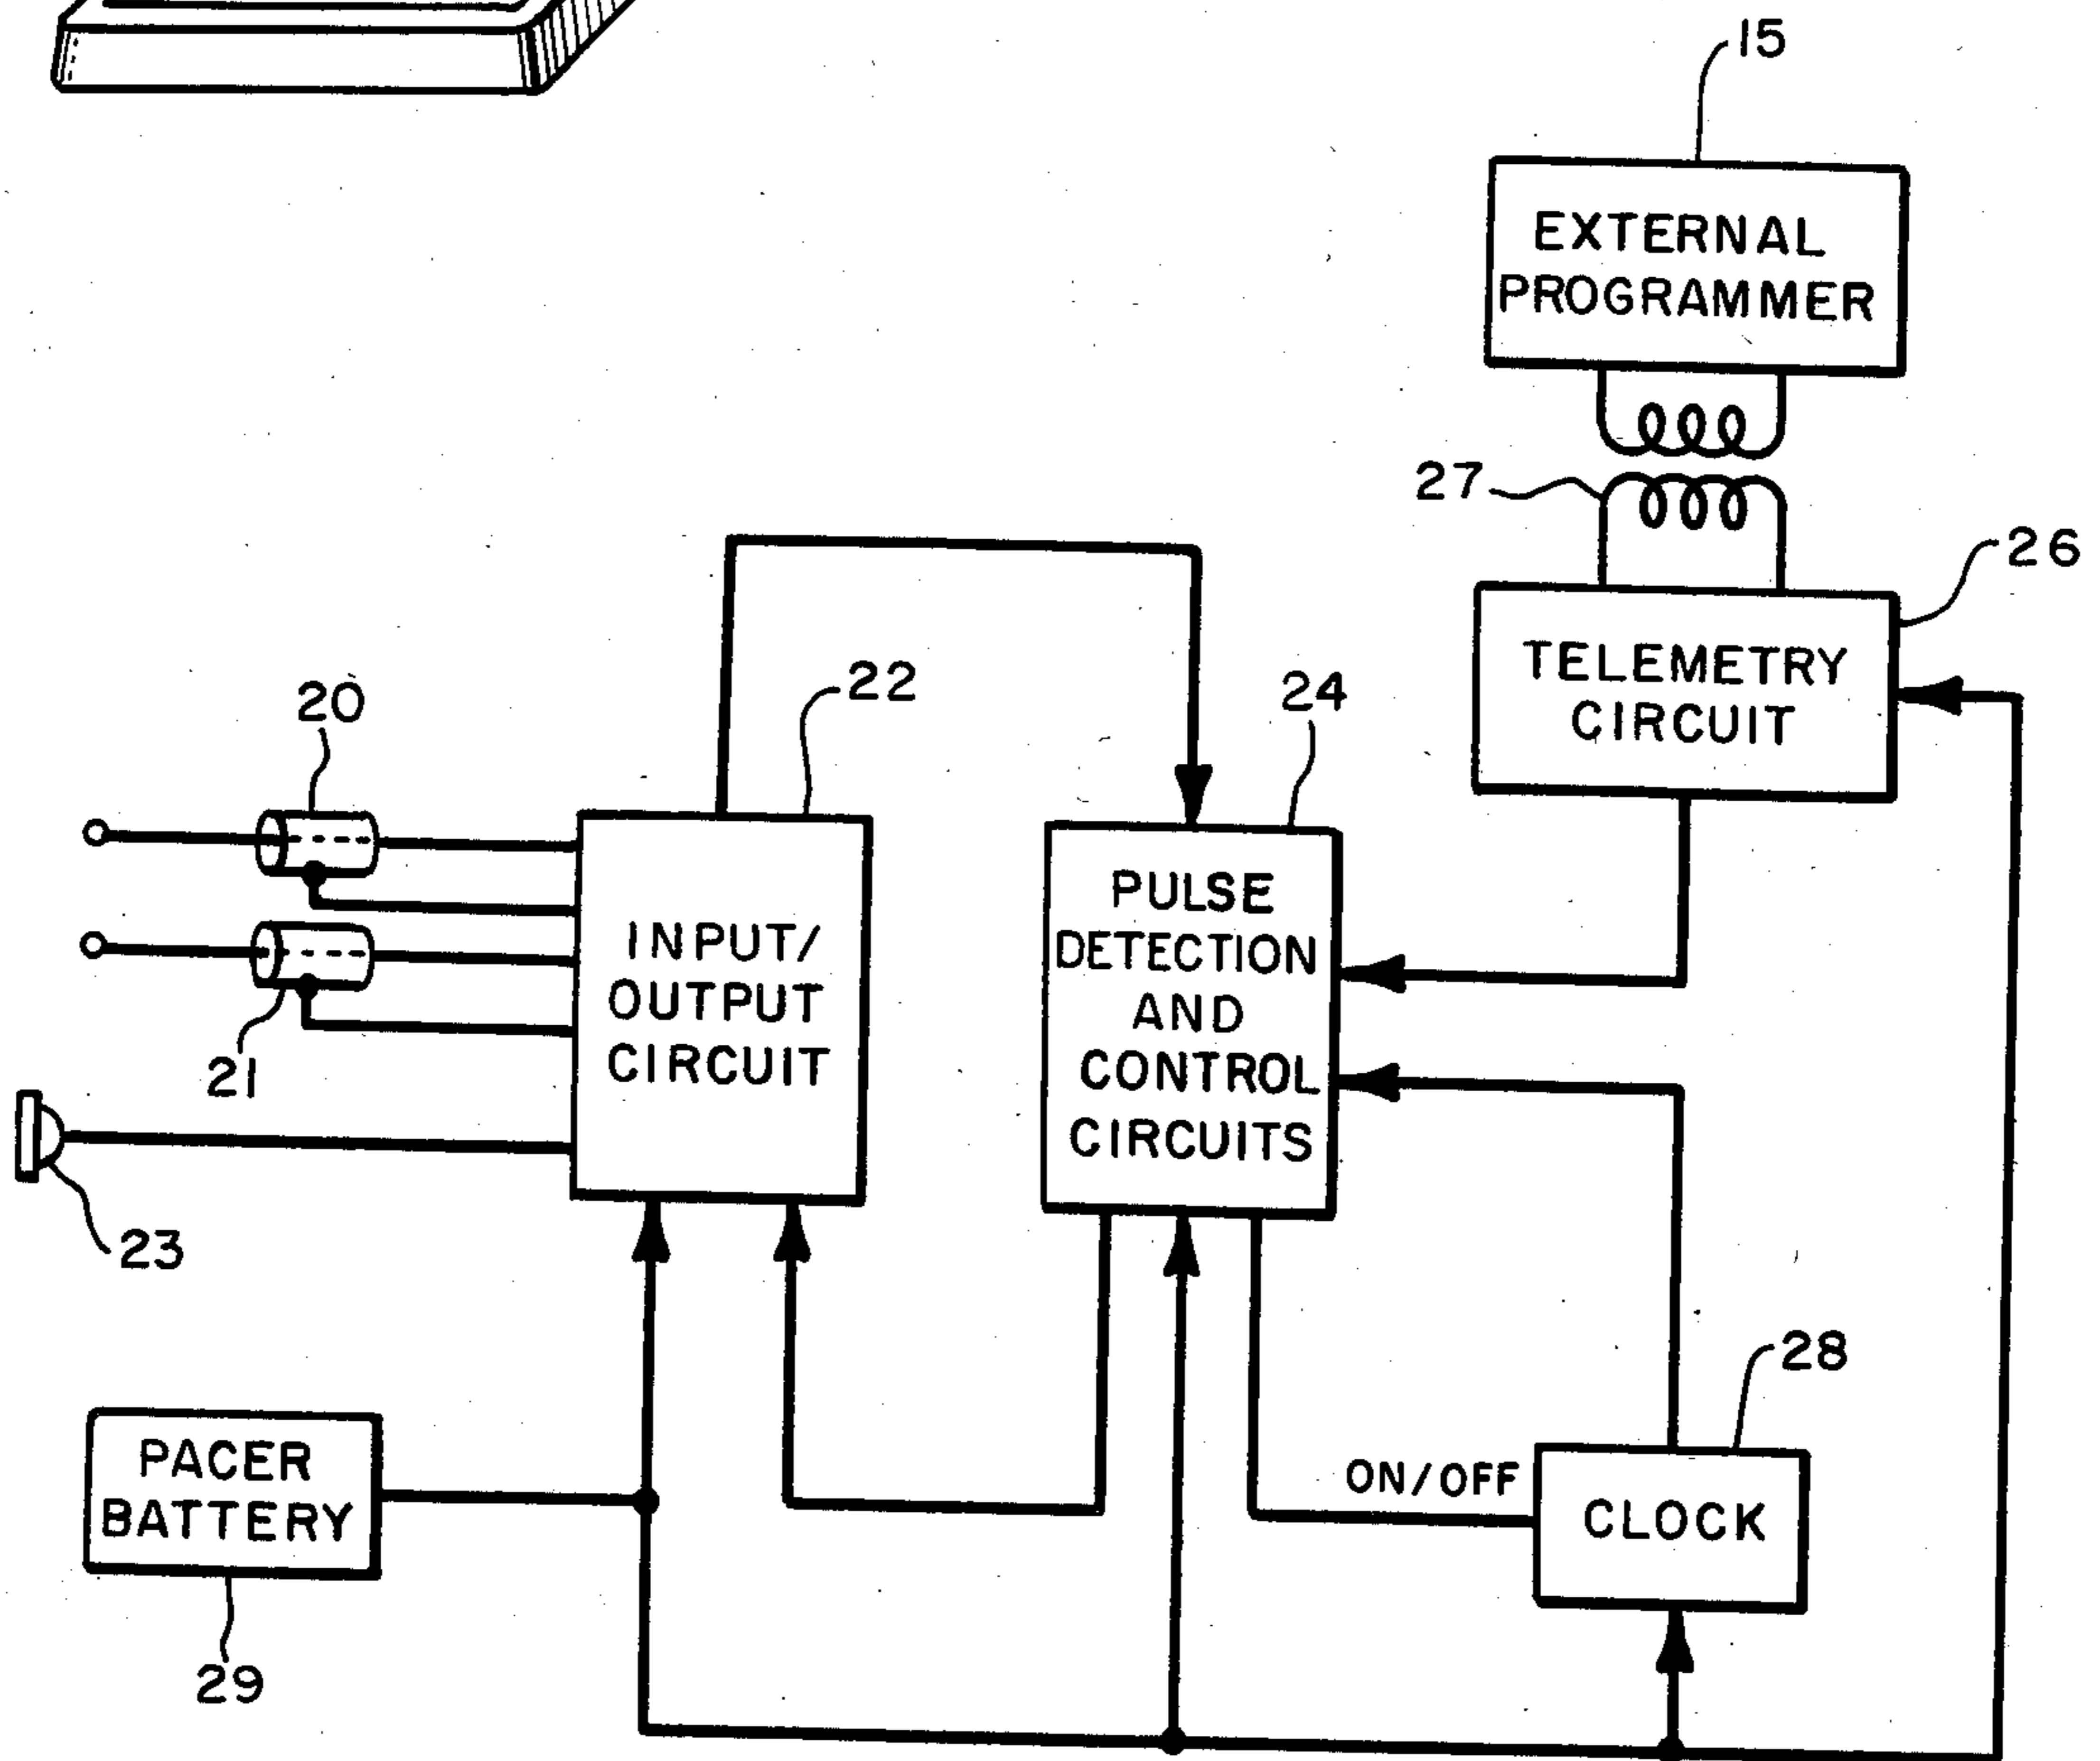 15
EXTERNAL
PROGRAMMER
27
26
TELEMETRY
CIRCUIT
20
22
24
INPUT/
OUTPUT
CIRCUIT
PULSE
DETECTION
AND
CONTROL
CIRCUITS
21
23
28
PACER
BATTERY
ON/OFF
CLOCK
29